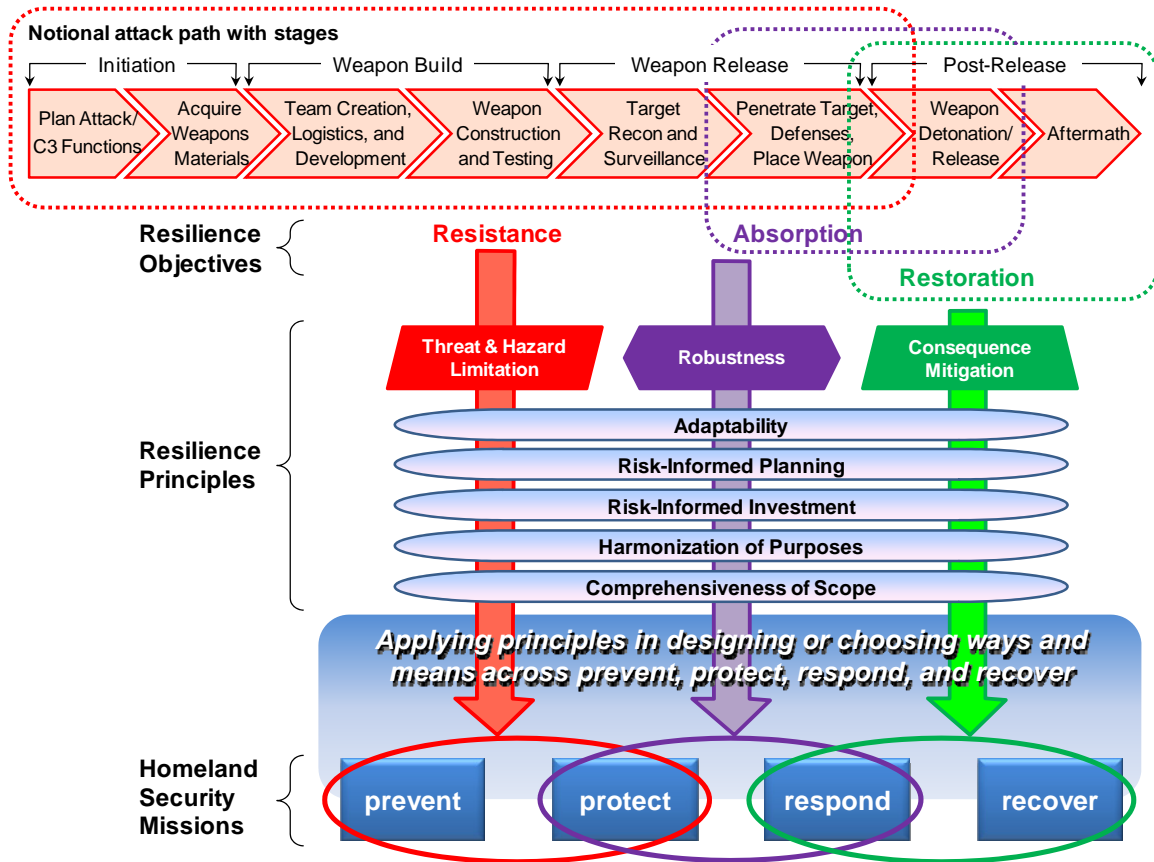 Notional attack path with stages
Initiation
Weapon Build
Weapon Release
Post-Release
Plan Attack/
C3 Functions
Acquire
Weapons
Materials
Team Creation,
Logistics, and
Development
Weapon
Construction
and Testing
Target
Recon and
Surveillance
Penetrate Target,
Defenses,
Place Weapon
Weapon
Detonation/
Release
Aftermath
Resilience
Objectives
Resistance
Absorption
Restoration
Threat & Hazard
Limitation
Robustness
Consequence
Mitigation
Resilience
Principles
Adaptability
Risk-Informed Planning
Risk-Informed Investment
Harmonization of Purposes
Comprehensiveness of Scope
Applying principles in designing or choosing ways and
means across prevent, protect, respond, and recover
Homeland
Security
Missions
prevent
protect
respond
recover